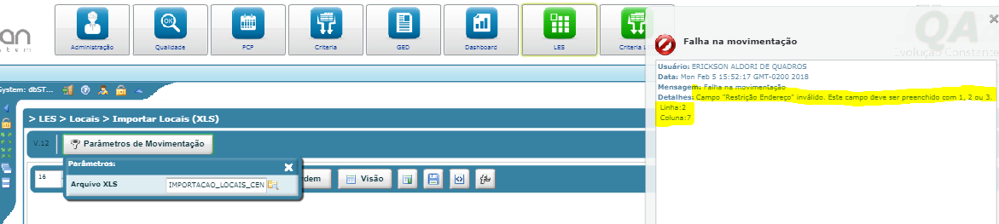 an
stem
Administração
Qualidade
PCP
Criteria
GED
Dashboard
LES
Criteria
QA
Evolução Constante
Falha na movimentação
Usuário: ERICKSON ALDORI DE QUADROS
Data: Mon Feb 5 15:52:17 GMT-0200 2018
Mensagem: Falha na movimentação
Detalhes: Campo "Restrição Endereço" inválido. Este campo deve ser preenchido com 1, 2 ou 3.
Linha:2
Coluna:7
System: dbST...
> LES > Locais > Importar Locais (XLS)
V.12
Parâmetros de Movimentação
Parâmetros:
Arquivo XLS
IMPORTACAO_LOCAIS_CEN
16
rdem
Visão